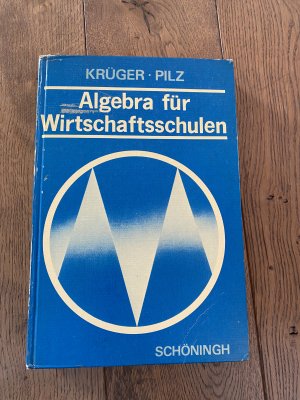 KRÜGER · PILZ
Algebra für
Wirtschaftsschulen
SCHÖNINGH